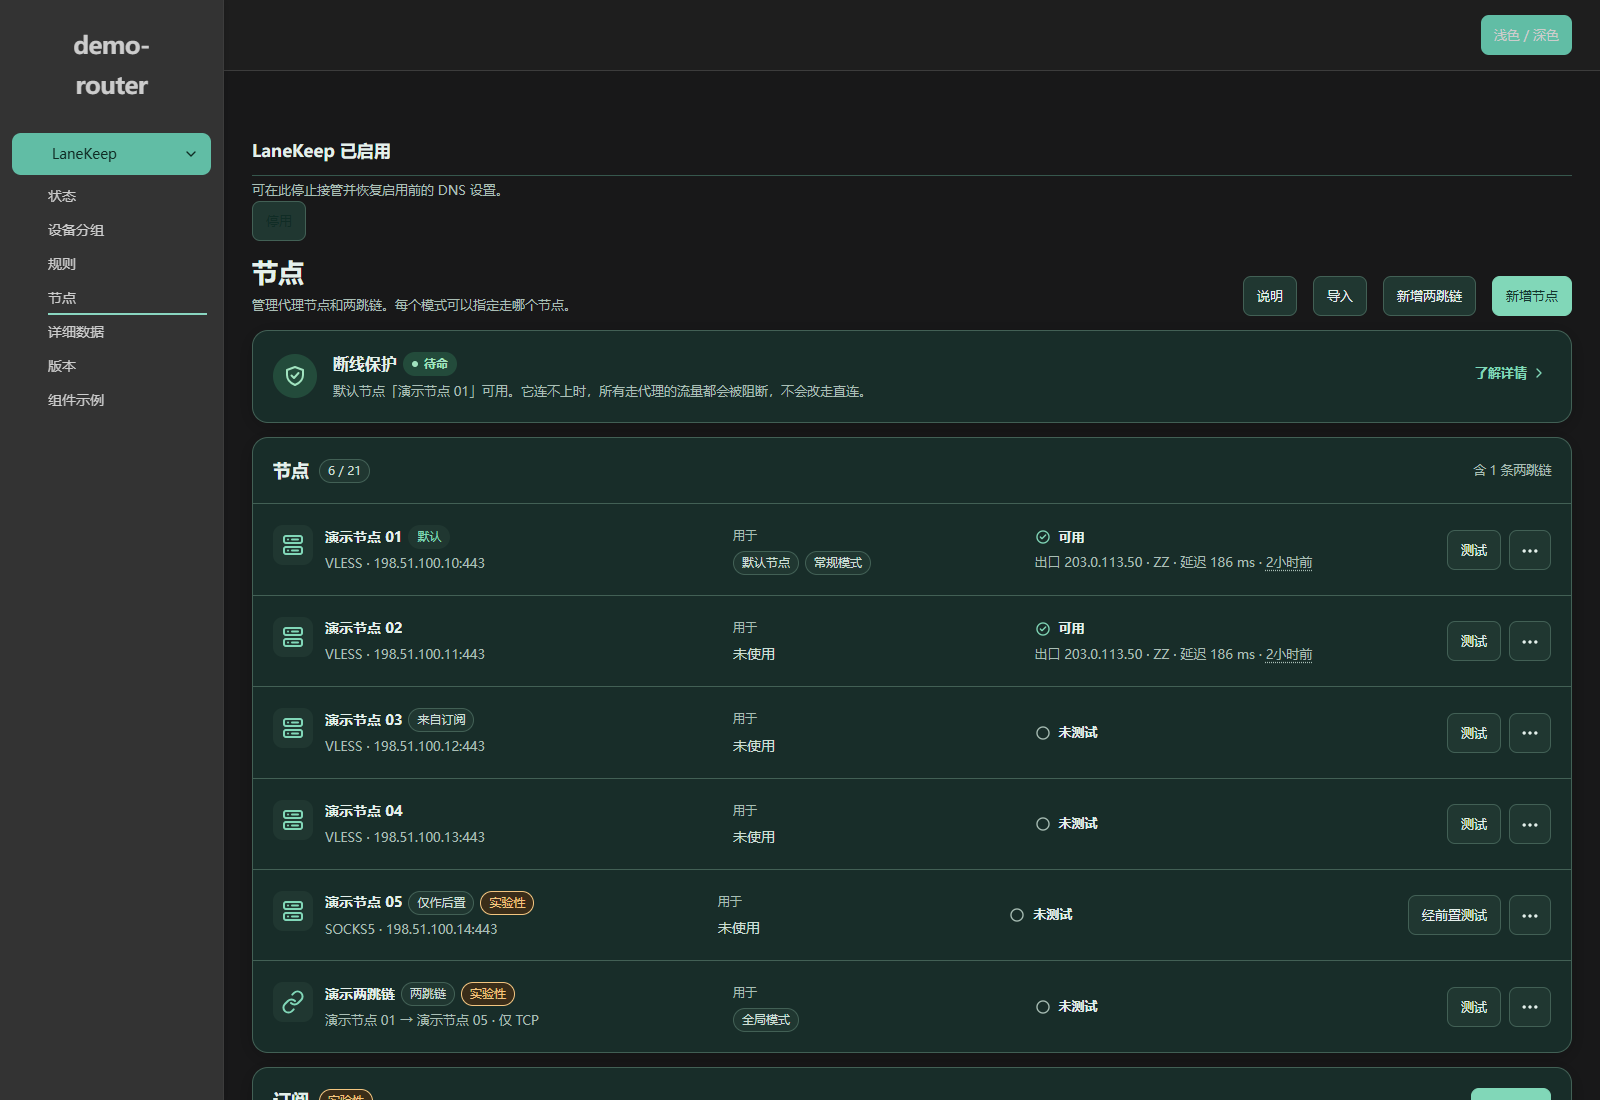 demo-
router
浅色 / 深色
LaneKeep
状态
设备分组
规则
节点
详细数据
版本
组件示例
LaneKeep 已启用
可在此停止接管并恢复启用前的 DNS 设置。
停用
节点
管理代理节点和两跳链。每个模式可以指定走哪个节点。
说明
导入
新增两跳链
新增节点
断线保护 待命
默认节点「演示节点 01」可用。它连不上时，所有走代理的流量都会被阻断，不会改走直连。
了解详情
节点 6 / 21
含 1 条两跳链
演示节点 01 默认
VLESS · 198.51.100.10:443
用于
默认节点 常规模式
可用
出口 203.0.113.50 · ZZ · 延迟 186 ms · 2小时前
测试
演示节点 02
VLESS · 198.51.100.11:443
用于
未使用
可用
出口 203.0.113.50 · ZZ · 延迟 186 ms · 2小时前
测试
演示节点 03 来自订阅
VLESS · 198.51.100.12:443
用于
未使用
未测试
测试
演示节点 04
VLESS · 198.51.100.13:443
用于
未使用
未测试
测试
演示节点 05 仅作后置 实验性
SOCKS5 · 198.51.100.14:443
用于
未使用
未测试
经前置测试
演示两跳链 两跳链 实验性
演示节点 01 → 演示节点 05 · 仅 TCP
用于
全局模式
未测试
测试
订阅 实验性